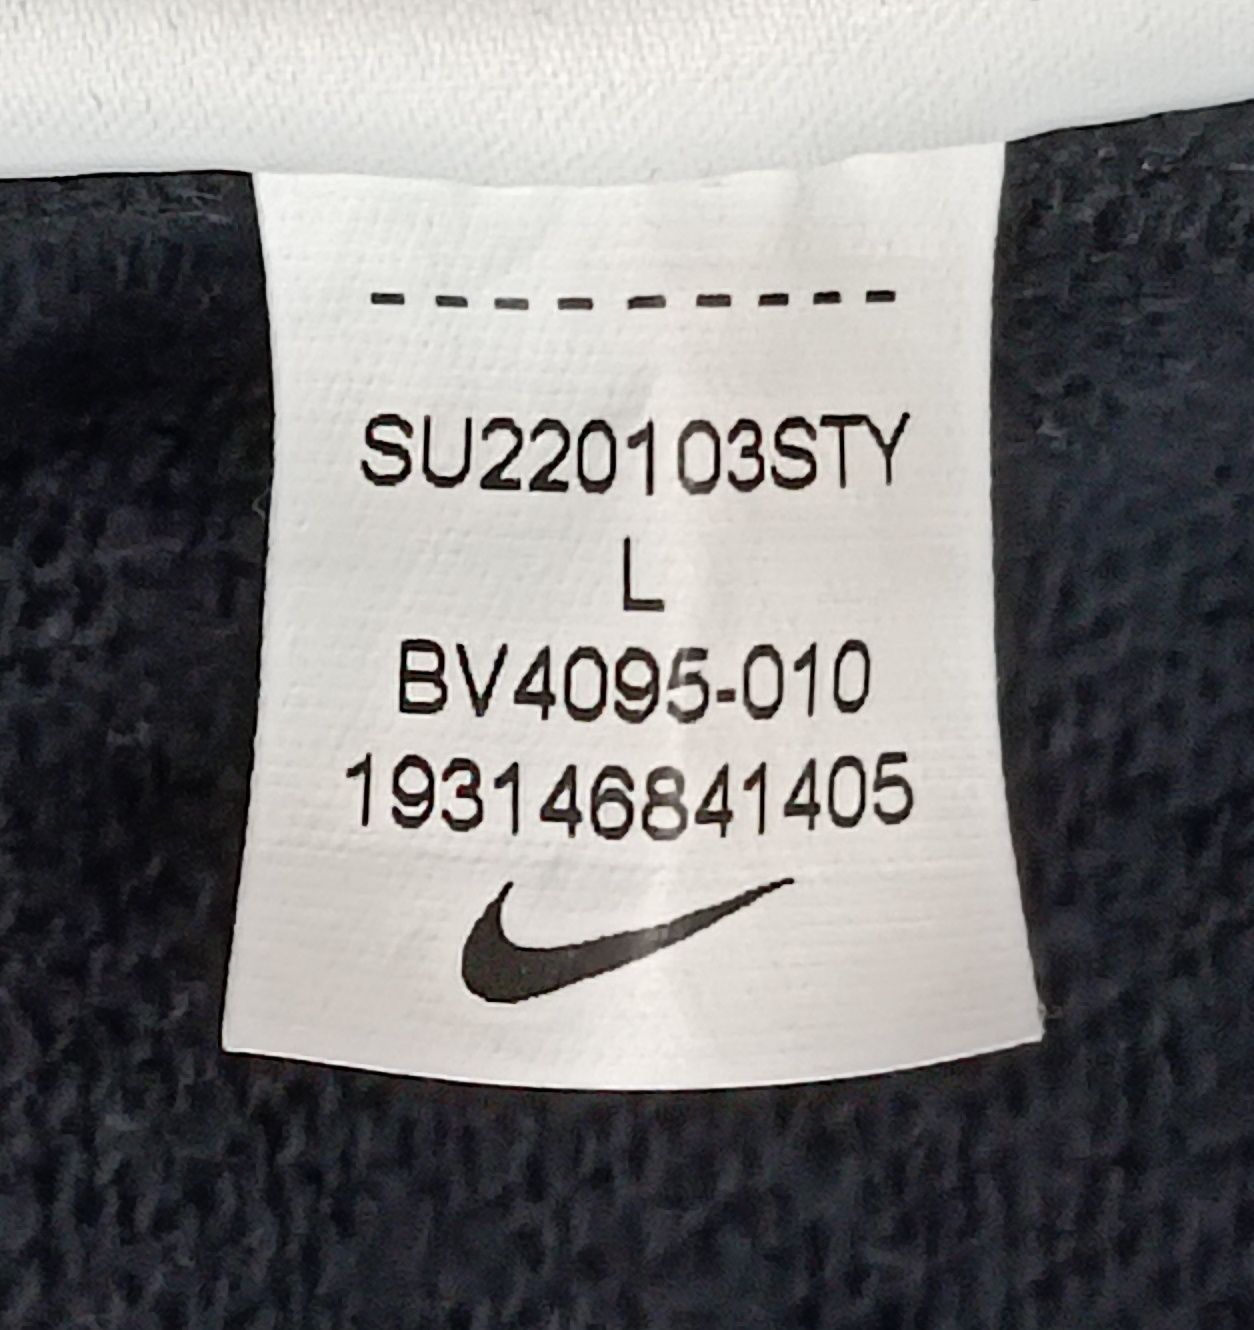 ---------
SU220103STY
L
BV4095-010
193146841405